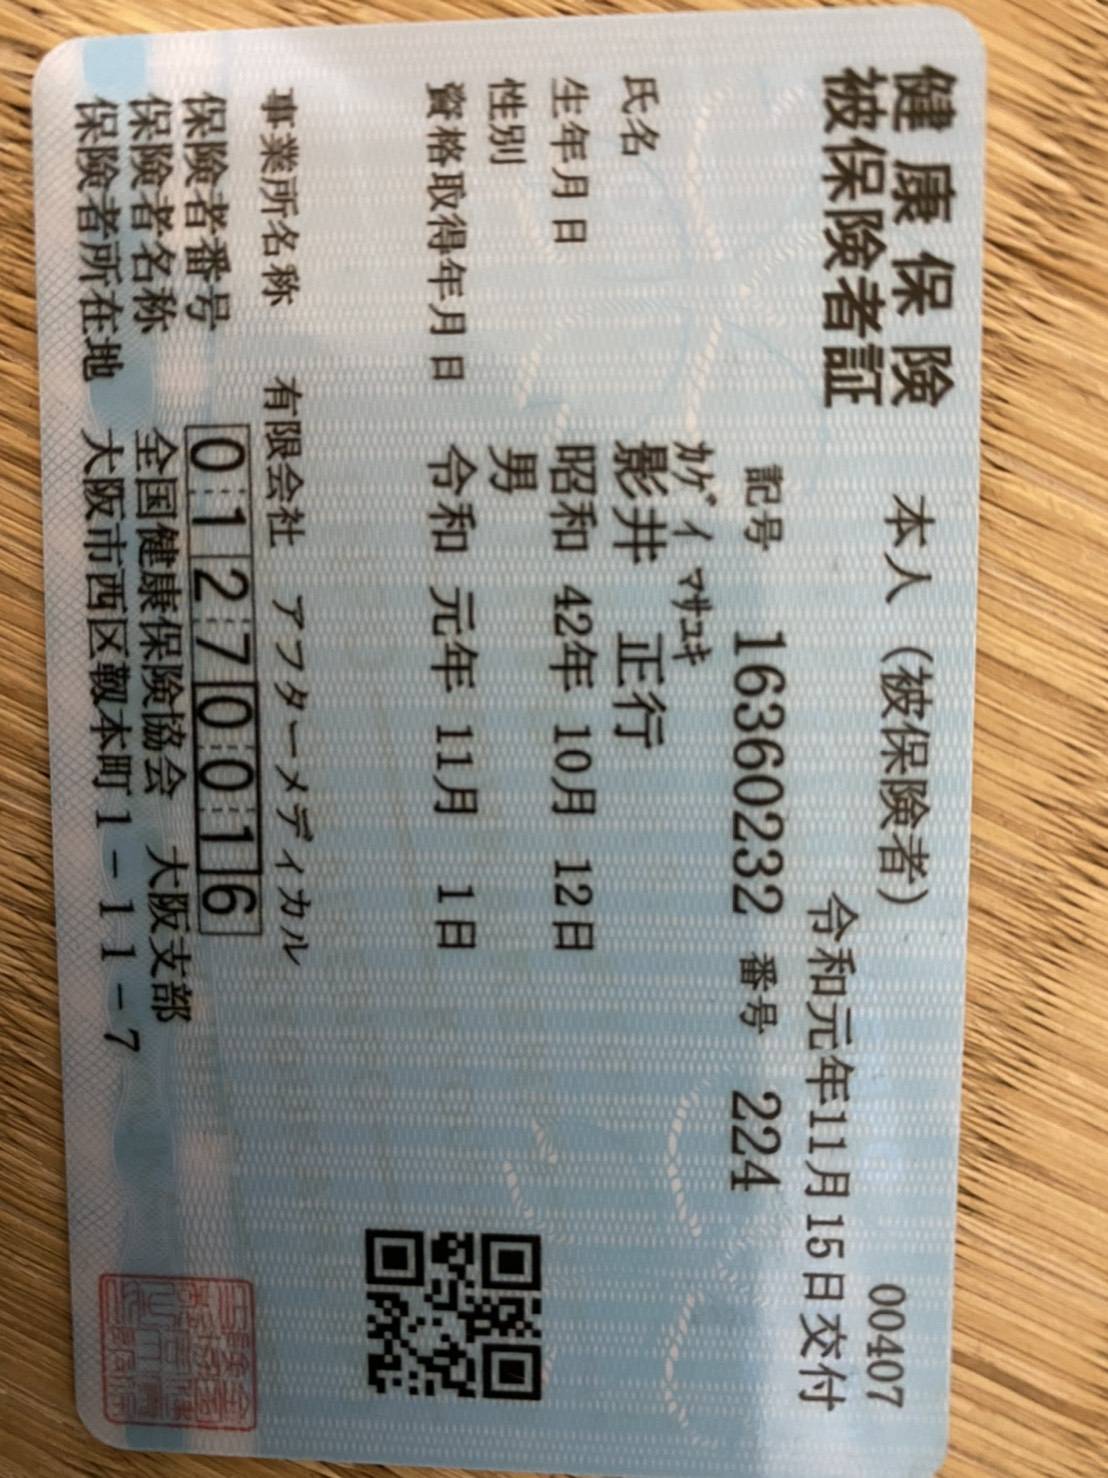 健康保険
被保険者証
本人（被保険者）
00407
令和元年11月15日交付
記号 16360232 番号 224
ｶｹﾞｲ ﾏｻﾕｷ
氏名 影井 正行
生年月日 昭和 42年 10月 12日
性別 男
資格取得年月日 令和 元年 11月 1日
事業所名称 有限会社 アフターメディカル
保険者番号 01270016
保険者名称 全国健康保険協会 大阪支部
保険者所在地 大阪市西区靱本町1-11-7